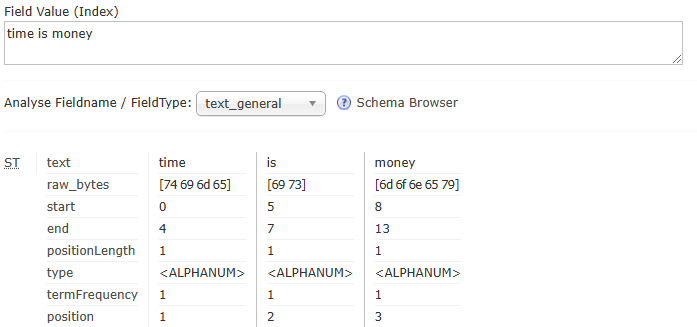 Field Value (Index)
time is money
Analyse Fieldname / FieldType: text_general ? Schema Browser
ST text time is money
raw_bytes [74 69 6d 65] [69 73] [6d 6f 6e 65 79]
start 0 5 8
end 4 7 13
positionLength 1 1 1
type <ALPHANUM> <ALPHANUM> <ALPHANUM>
termFrequency 1 1 1
position 1 2 3